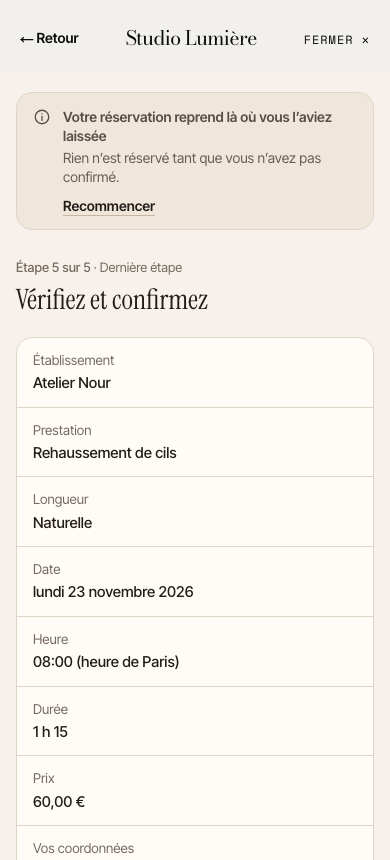 ← Retour
Studio Lumière
FERMER ×
Votre réservation reprend là où vous l’aviez
laissée
Rien n’est réservé tant que vous n’avez pas
confirmé.
Recommencer
Étape 5 sur 5 · Dernière étape
Vérifiez et confirmez
Établissement
Atelier Nour
Prestation
Rehaussement de cils
Longueur
Naturelle
Date
lundi 23 novembre 2026
Heure
08:00 (heure de Paris)
Durée
1 h 15
Prix
60,00 €
Vos coordonnées